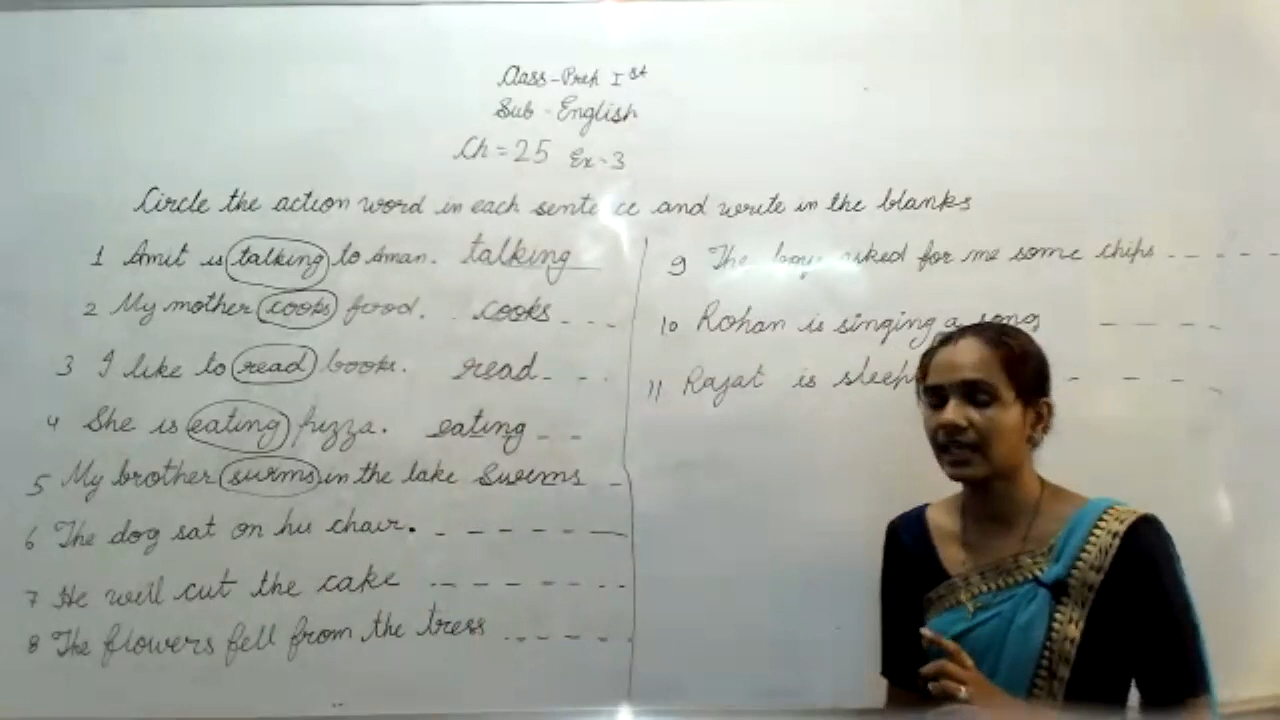 Class-Prep Ist
Sub-English
Ch=25 Ex-3
Circle the action word in each sente ce and write in the blanks
1 Amit is talking to Aman. talking
2 My mother cooks food. cooks
3 I like to read books. read
4 She is eating pizza. eating
5 My brother swims in the lake swims
6 The dog sat on his chair.
7 He will cut the cake
8 The flowers fell from the tress
9 The asked for me some chips
10 Rohan is singing a song
11 Rajat is sleep